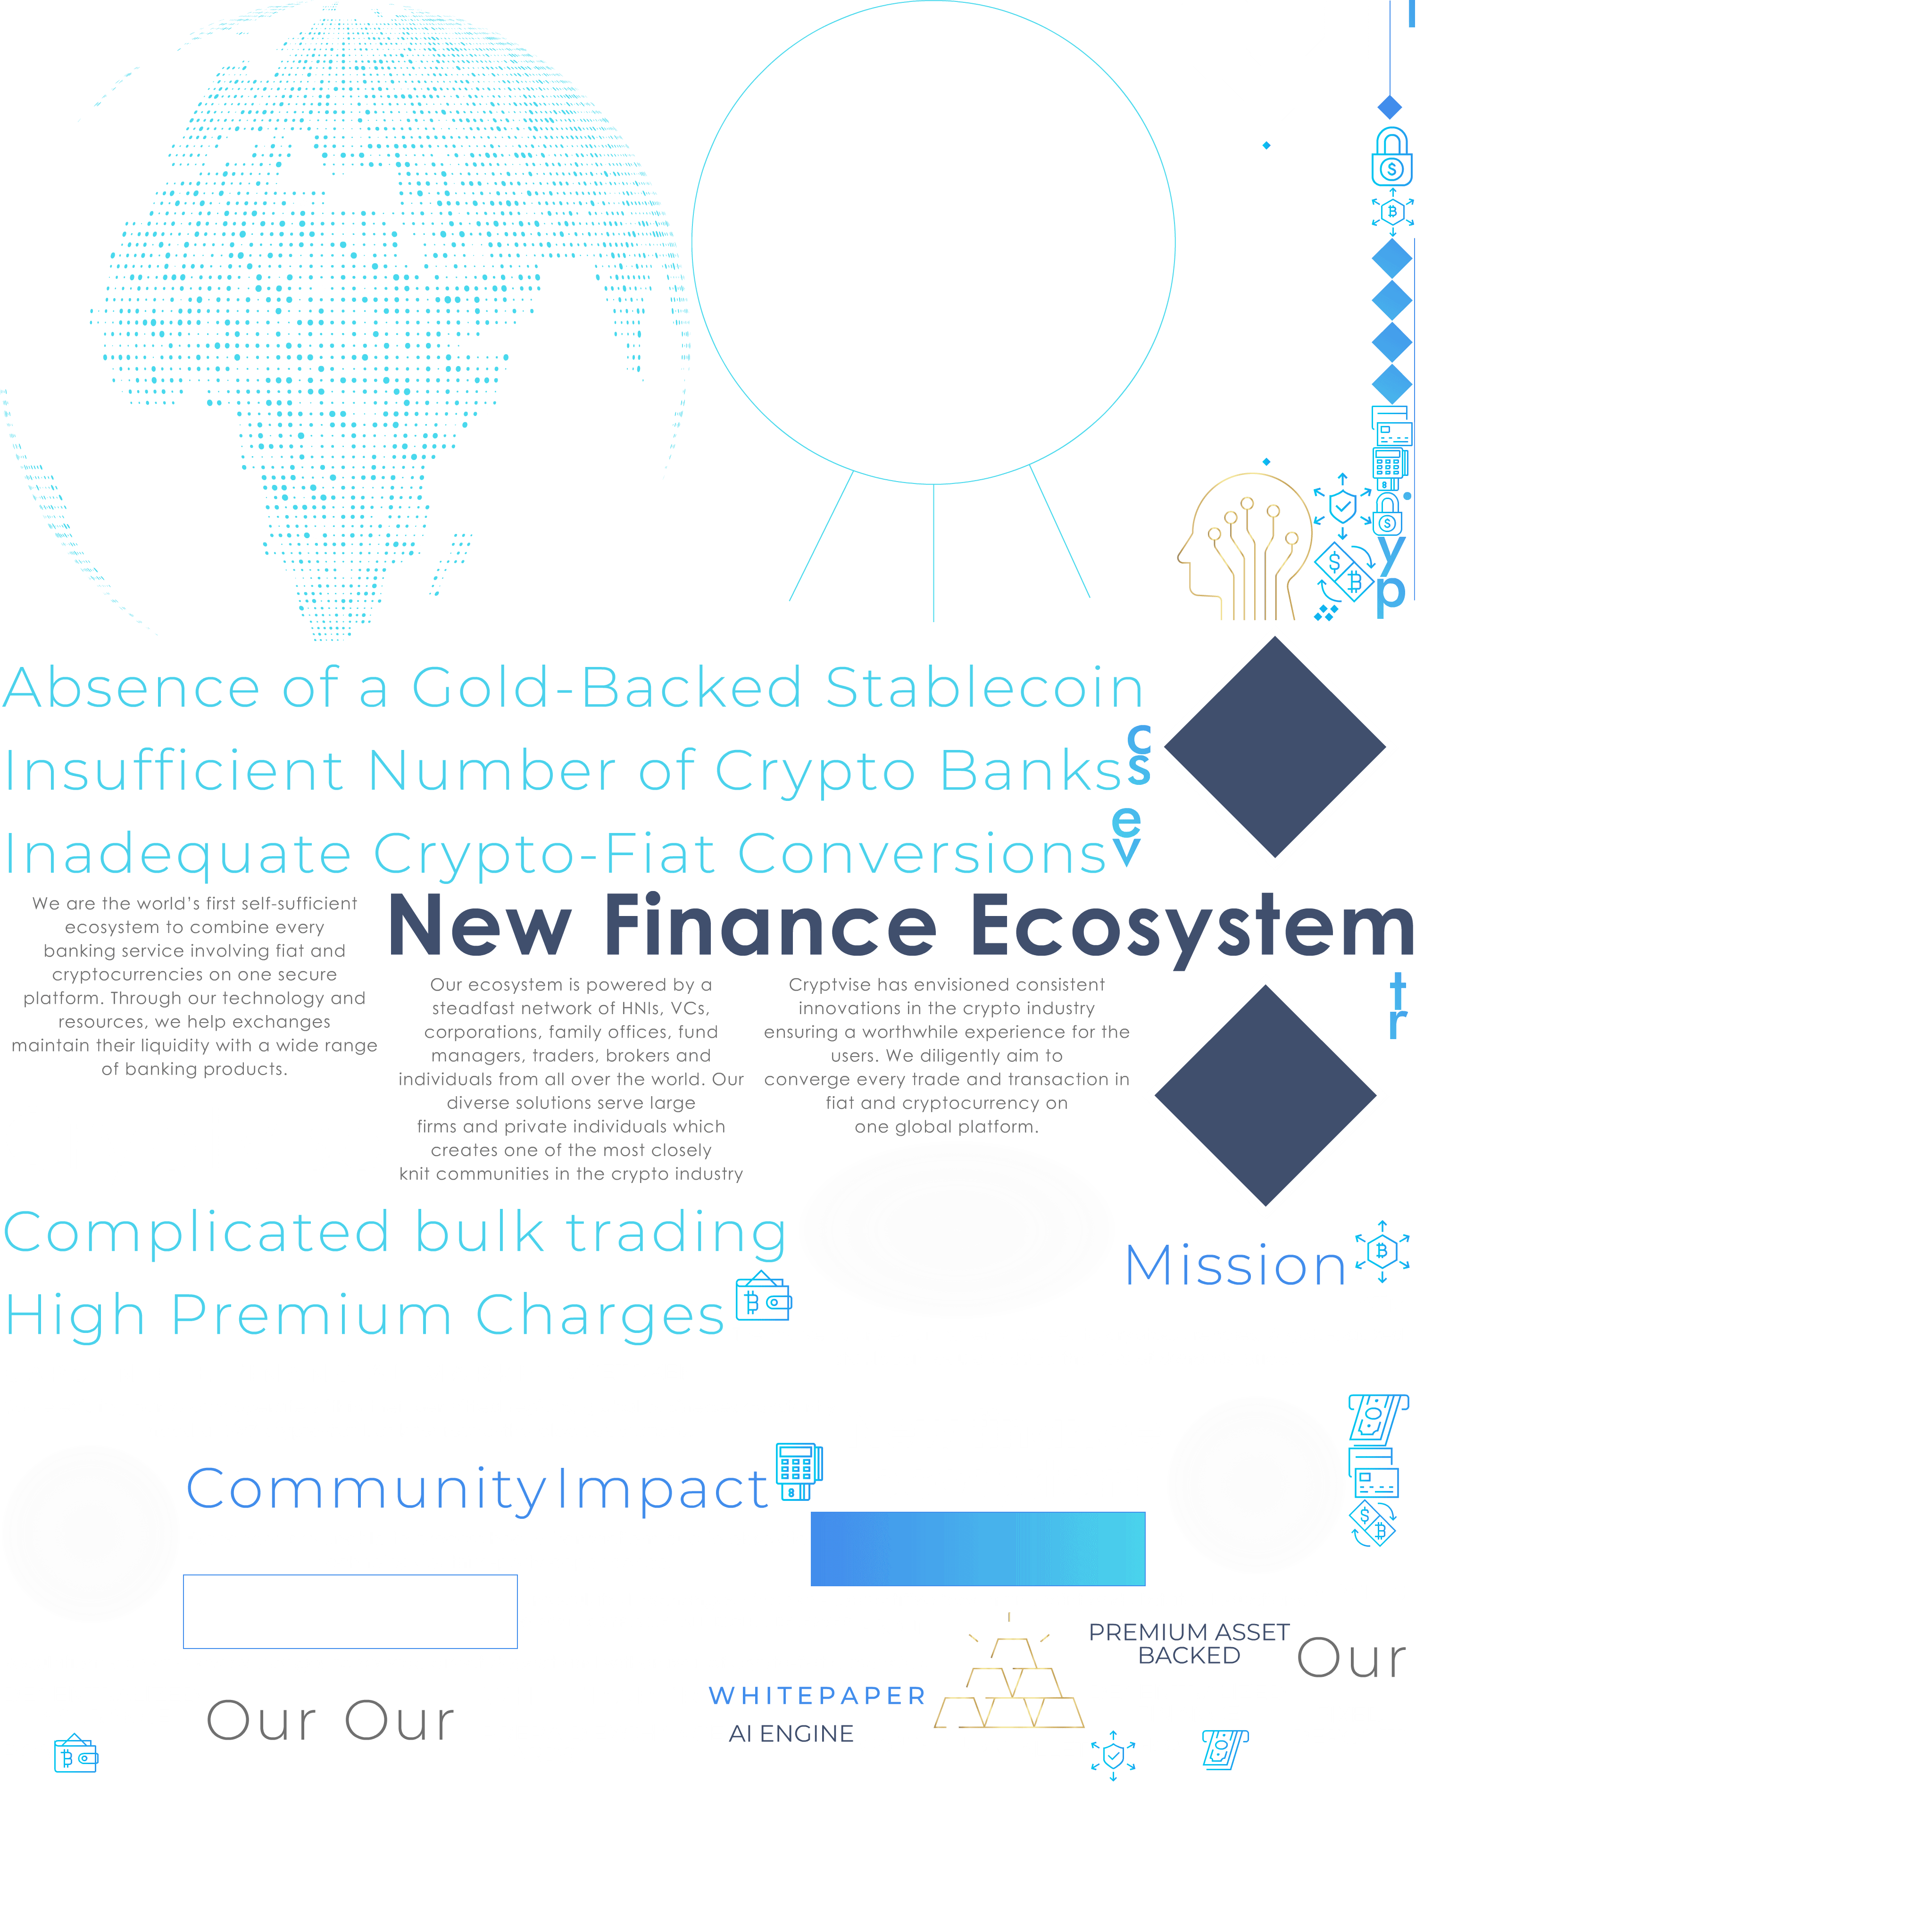 y
p
Absence of a Gold-Backed Stablecoin
c
s
Insufficient Number of Crypto Banks
e
v
Inadequate Crypto-Fiat Conversions
New Finance Ecosystem
We are the world’s first self-sufficient
ecosystem to combine every
banking service involving fiat and
cryptocurrencies on one secure
platform. Through our technology and
resources, we help exchanges
maintain their liquidity with a wide range
of banking products.
Our ecosystem is powered by a
steadfast network of HNIs, VCs,
corporations, family offices, fund
managers, traders, brokers and
individuals from all over the world. Our
diverse solutions serve large
firms and private individuals which
creates one of the most closely
knit communities in the crypto industry
Cryptvise has envisioned consistent
innovations in the crypto industry
ensuring a worthwhile experience for the
users. We diligently aim to
converge every trade and transaction in
fiat and cryptocurrency on
one global platform.
t
r
Complicated bulk trading
Mission
High Premium Charges
Community
Impact
PREMIUM ASSET
BACKED
Our
WHITEPAPER
Our Our
AI ENGINE